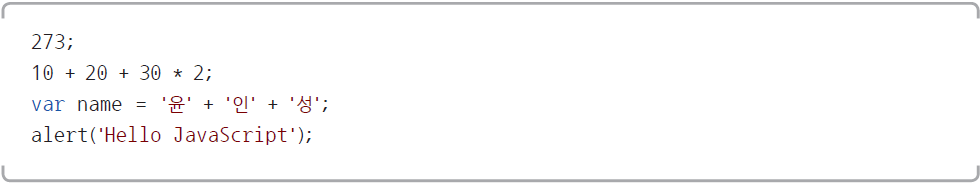 273;
10 + 20 + 30 * 2;
var name = '윤' + '인' + '성';
alert('Hello JavaScript');